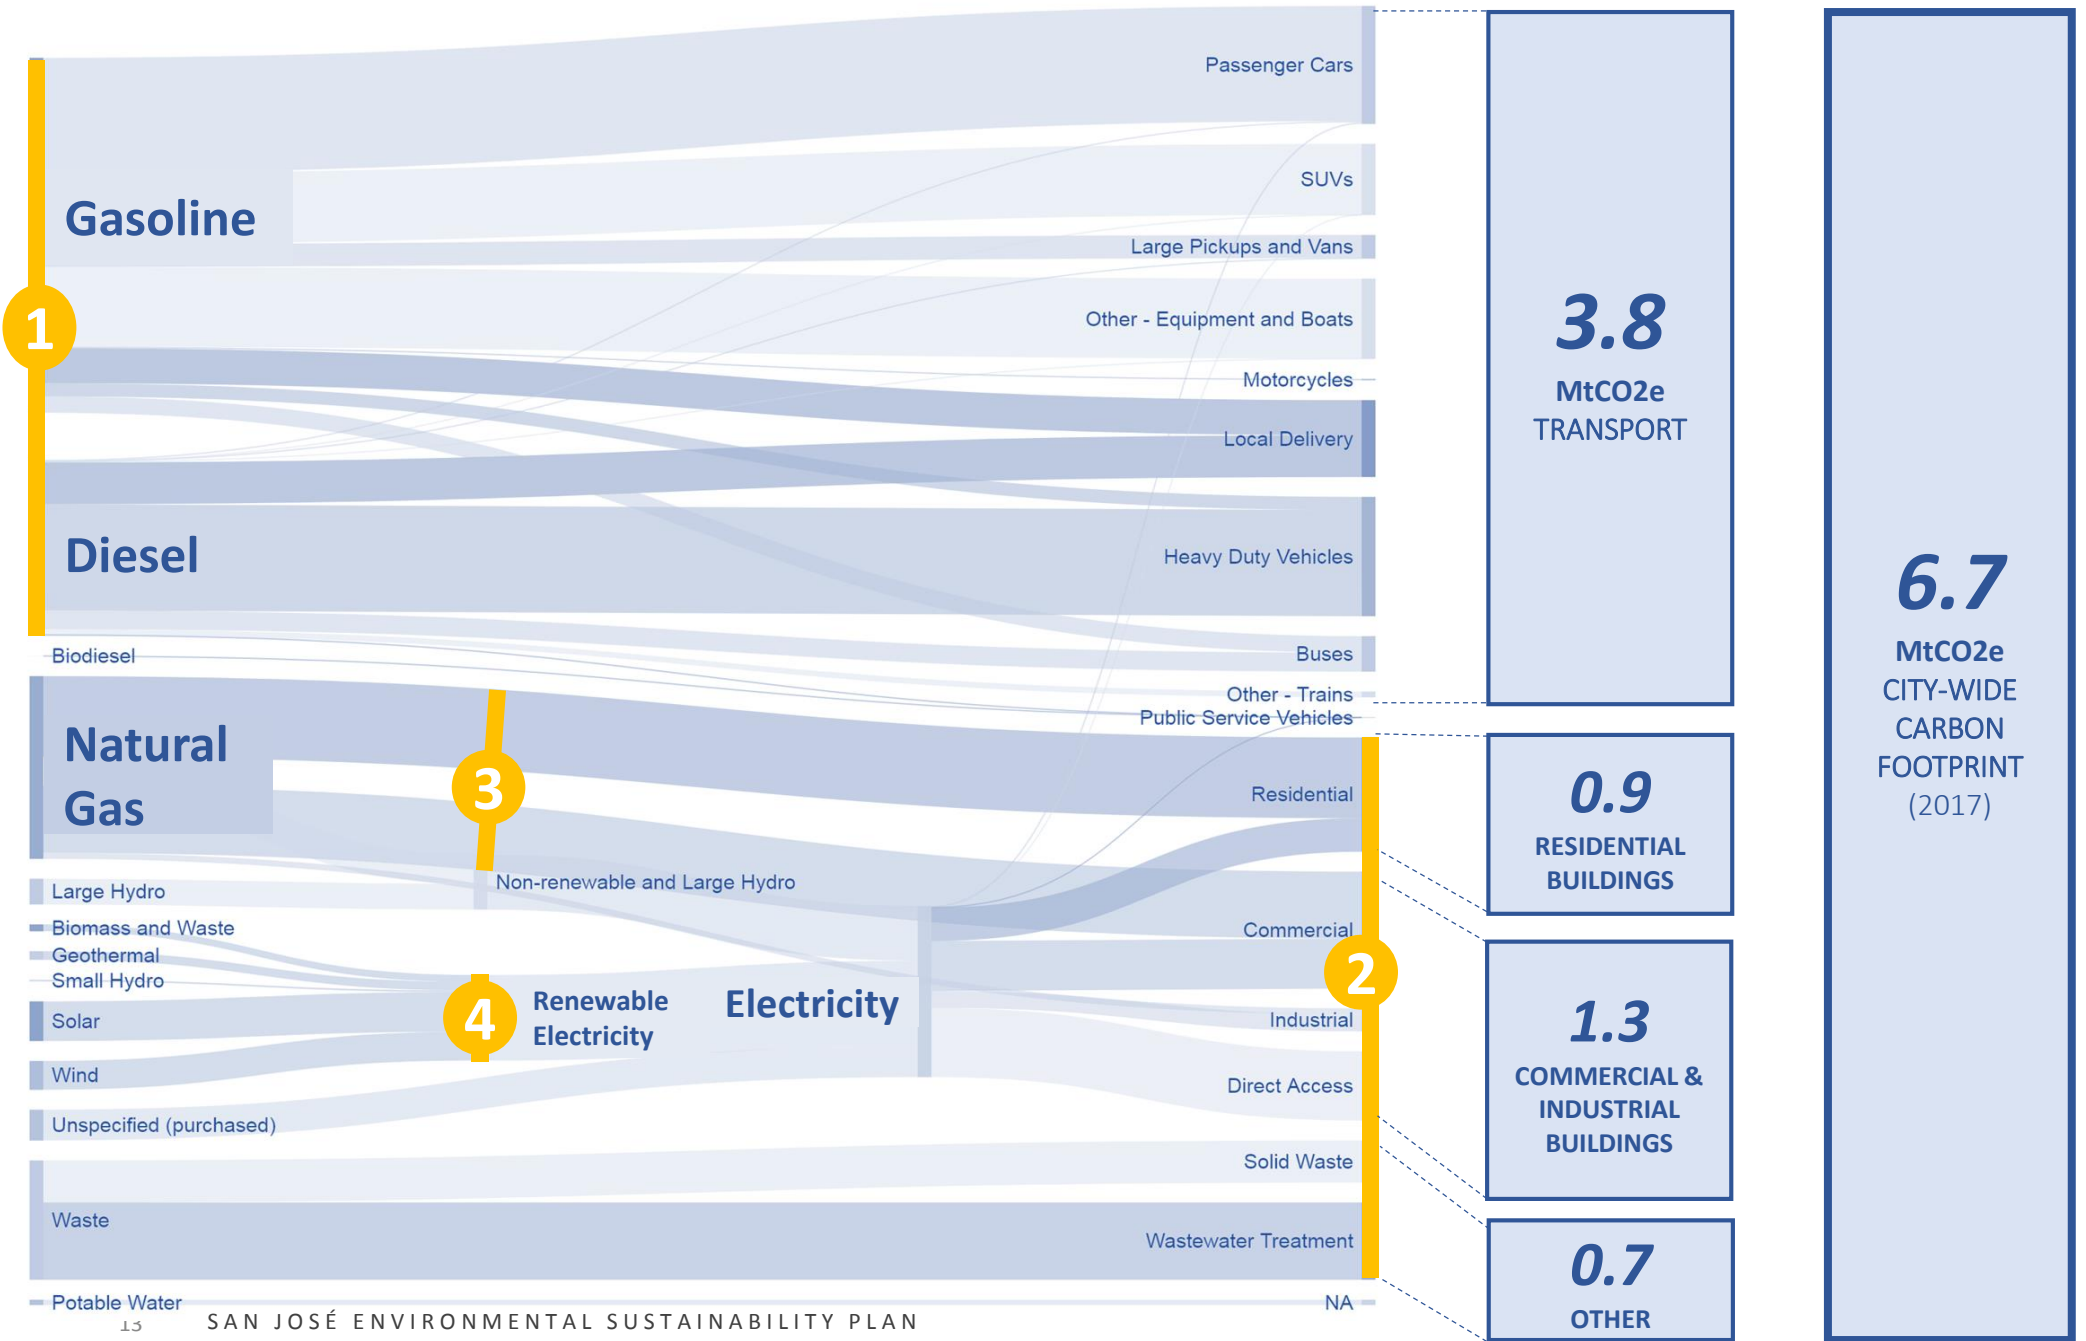 Gasoline
1
Diesel
Biodiesel
Natural
Gas
3
Large Hydro
Biomass and Waste
Geothermal
Small Hydro
Solar
Wind
Unspecified (purchased)
Waste
Potable Water
Non-renewable and Large Hydro
4
Renewable
Electricity
Electricity
Passenger Cars
SUVs
Large Pickups and Vans
Other - Equipment and Boats
Motorcycles
Local Delivery
Heavy Duty Vehicles
Buses
Other - Trains
Public Service Vehicles
Residential
Commercial
2
Industrial
Direct Access
Solid Waste
Wastewater Treatment
NA
3.8
MtCO2e
TRANSPORT
0.9
RESIDENTIAL
BUILDINGS
1.3
COMMERCIAL &
INDUSTRIAL
BUILDINGS
0.7
OTHER
6.7
MtCO2e
CITY-WIDE
CARBON
FOOTPRINT
(2017)
13 SAN JOSÉ ENVIRONMENTAL SUSTAINABILITY PLAN